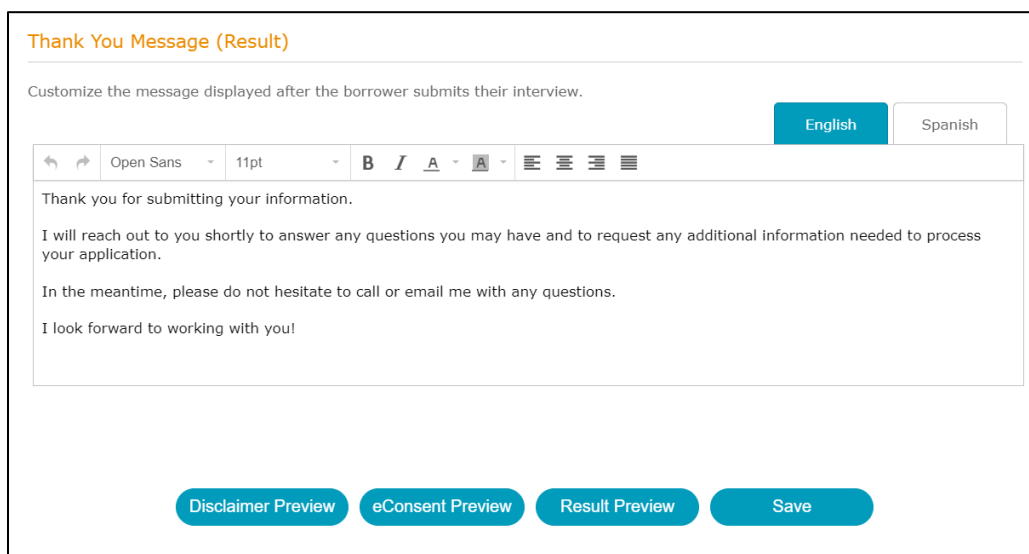 Thank You Message (Result)
Customize the message displayed after the borrower submits their interview.
English
Spanish
Open Sans
11pt
B
I
A
A
Thank you for submitting your information.
I will reach out to you shortly to answer any questions you may have and to request any additional information needed to process
your application.
In the meantime, please do not hesitate to call or email me with any questions.
I look forward to working with you!
Disclaimer Preview
eConsent Preview
Result Preview
Save